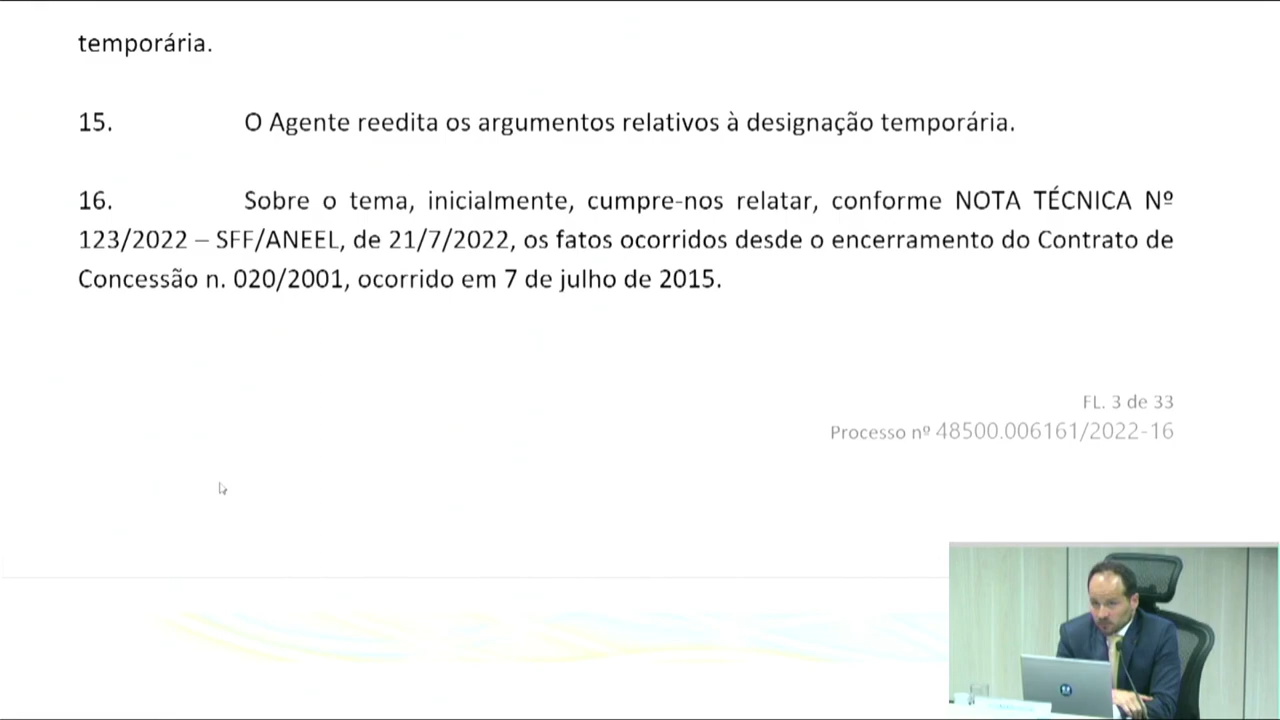 temporária.
15. O Agente reedita os argumentos relativos à designação temporária.
16. Sobre o tema, inicialmente, cumpre-nos relatar, conforme NOTA TÉCNICA Nº
123/2022 – SFF/ANEEL, de 21/7/2022, os fatos ocorridos desde o encerramento do Contrato de
Concessão n. 020/2001, ocorrido em 7 de julho de 2015.
FL. 3 de 33
Processo nº 48500.006161/2022-16